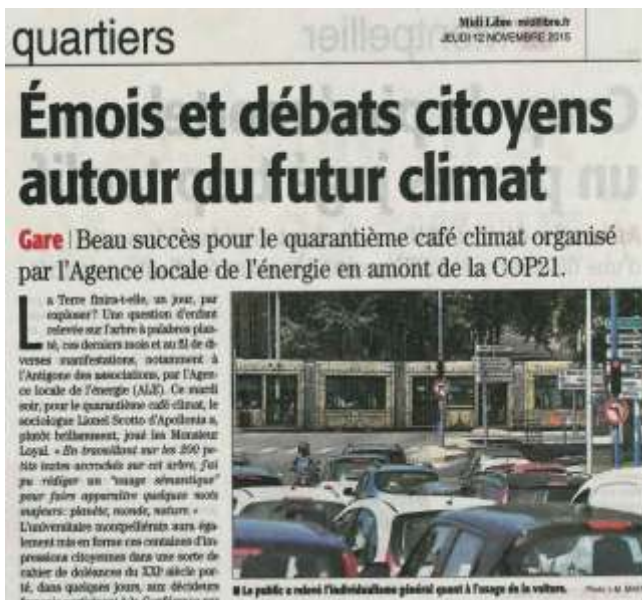 quartiers
Midi Libre midilibre.fr
JEUDI 12 NOVEMBRE 2015
Émois et débats citoyens
autour du futur climat
Gare | Beau succès pour le quarantième café climat organisé
par l'Agence locale de l'énergie en amont de la COP21.
La Terre finira-t-elle, un jour, par
exploser ? Une question d'enfant
relevée sur l'arbre à palabres plan-
té, ces derniers mois et au fil de di-
verses manifestations, notamment à
l'Antigone des associations, par l'Agen-
ce locale de l'énergie (ALE). Ce mardi
soir, pour le quarantième café climat, le
sociologue Lionel Scotto d'Apollonia a,
plutôt brillamment, joué les Monsieur
Loyal. « En travaillant sur les 200 pe-
tits textes accrochés sur cet arbre, j'ai
pu rédiger un "nuage sémantique"
pour faire apparaître quelques mots
majeurs : planète, monde, nature. »
L'universitaire montpelliérain aura éga-
lement mis en forme ces centaines d'im-
pressions citoyennes dans une sorte de
cahier de doléances du XXIe siècle por-
té, dans quelques jours, aux décideurs
■ Le public a relevé l'individualisme général quant à l'usage de la voiture.
Photo